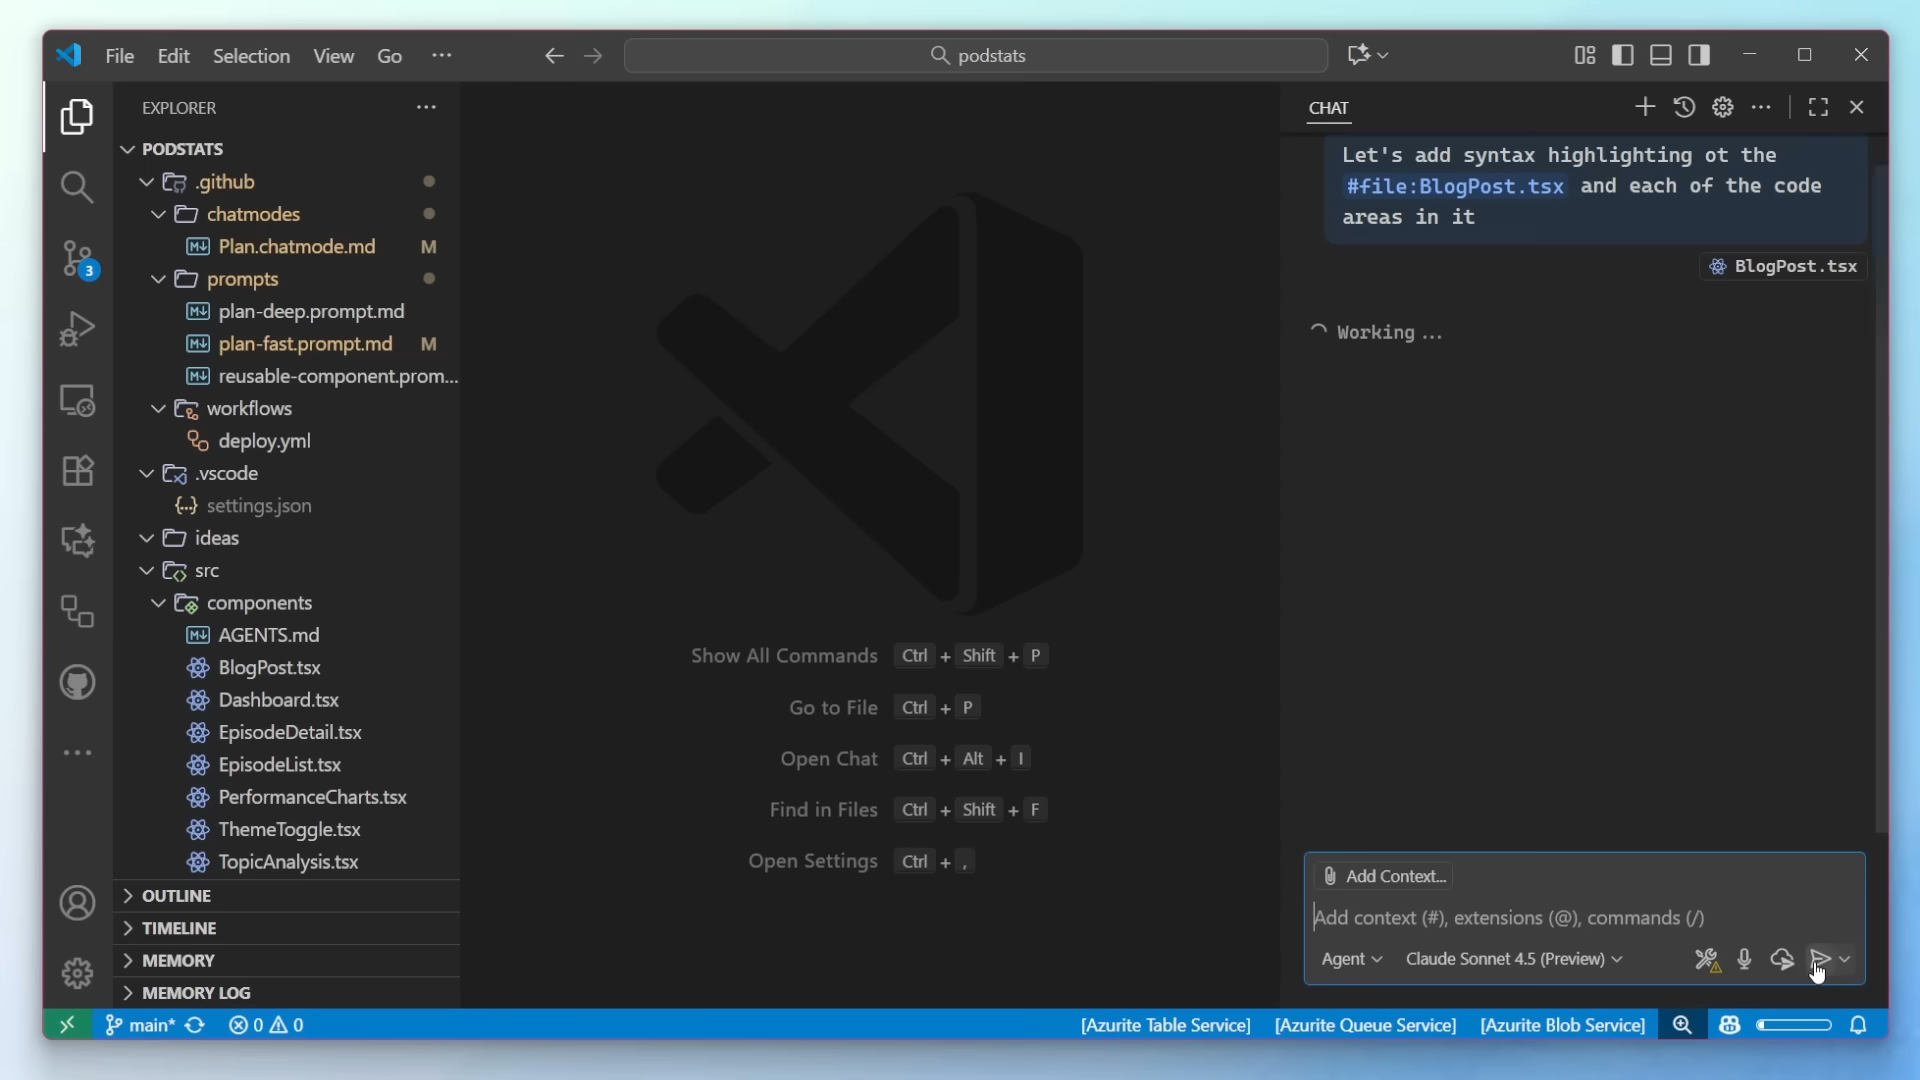 File Edit Selection View Go ···
podstats
EXPLORER
PODSTATS
.github
chatmodes
Plan.chatmode.md M
prompts
plan-deep.prompt.md
plan-fast.prompt.md M
reusable-component.prom...
workflows
deploy.yml
.vscode
settings.json
ideas
src
components
AGENTS.md
BlogPost.tsx
Dashboard.tsx
EpisodeDetail.tsx
EpisodeList.tsx
PerformanceCharts.tsx
ThemeToggle.tsx
TopicAnalysis.tsx
OUTLINE
TIMELINE
MEMORY
MEMORY LOG
3
Show All Commands Ctrl + Shift + P
Go to File Ctrl + P
Open Chat Ctrl + Alt + I
Find in Files Ctrl + Shift + F
Open Settings Ctrl + ,
CHAT
Let's add syntax highlighting ot the
#file:BlogPost.tsx and each of the code
areas in it
BlogPost.tsx
Working ...
Add Context...
Add context (#), extensions (@), commands (/)
Agent Claude Sonnet 4.5 (Preview)
main* 0 0 [Azurite Table Service] [Azurite Queue Service] [Azurite Blob Service]